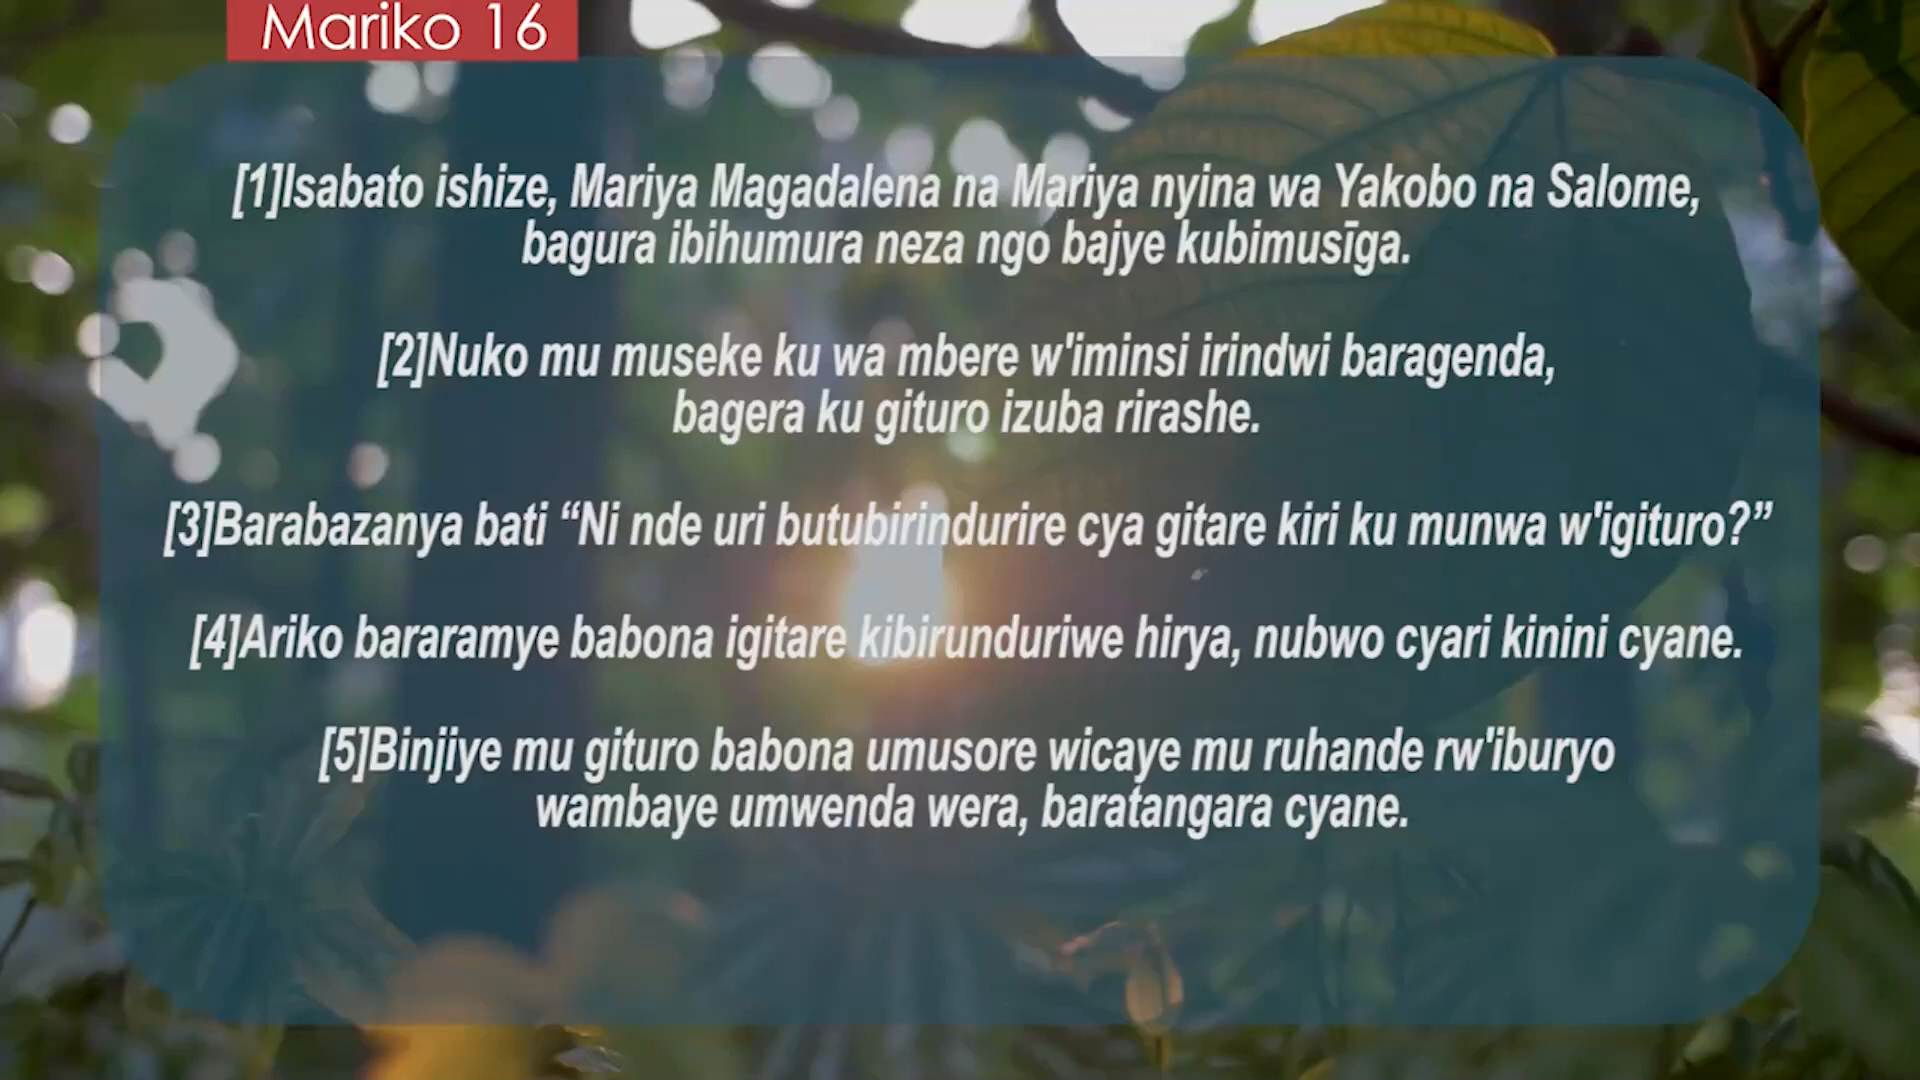 Mariko 16
[1]Isabato ishize, Mariya Magadalena na Mariya nyina wa Yakobo na Salome,
bagura ibihumura neza ngo bajye kubimusīga.
[2]Nuko mu museke ku wa mbere w'iminsi irindwi baragenda,
bagera ku gituro izuba rirashe.
[3]Barabazanya bati “Ni nde uri butubirindurire cya gitare kiri ku munwa w'igituro?”
[4]Ariko bararamye babona igitare kibirunduriwe hirya, nubwo cyari kinini cyane.
[5]Binjiye mu gituro babona umusore wicaye mu ruhande rw'iburyo
wambaye umwenda wera, baratangara cyane.